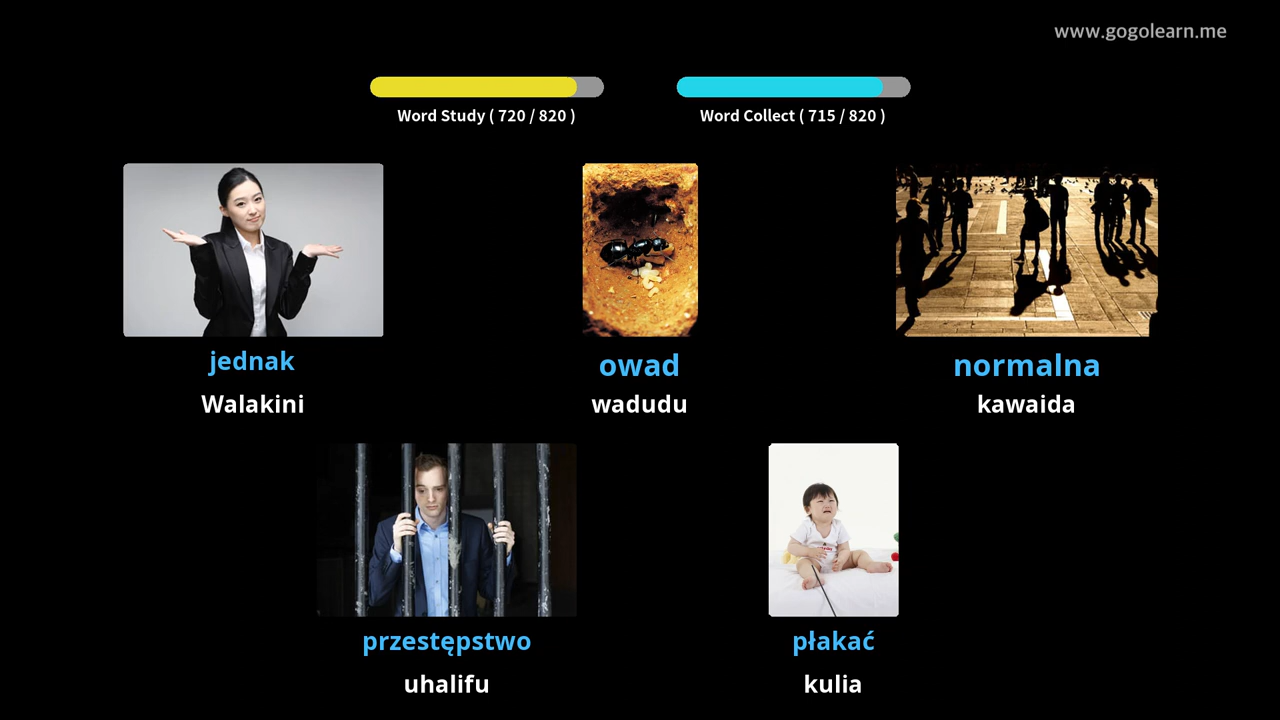 www.gogolearn.me
Word Study ( 720 / 820 )
Word Collect ( 715 / 820 )
jednak
Walakini
owad
wadudu
normalna
kawaida
przestępstwo
uhalifu
płakać
kulia